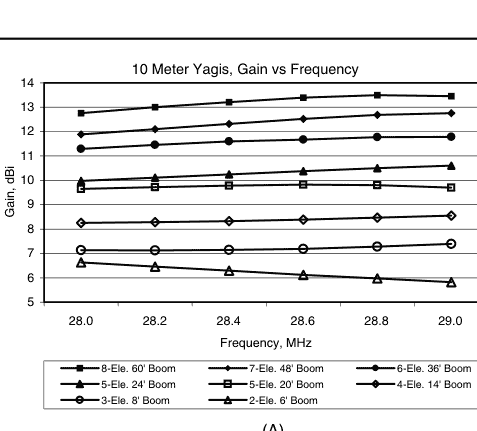 10 Meter Yagis, Gain vs Frequency
14
13
12
11
10
9
8
7
6
5
Gain, dBi
28.0 28.2 28.4 28.6 28.8 29.0
Frequency, MHz
8-Ele. 60' Boom 7-Ele. 48' Boom 6-Ele. 36' Boom
5-Ele. 24' Boom 5-Ele. 20' Boom 4-Ele. 14' Boom
3-Ele. 8' Boom 2-Ele. 6' Boom
(A)